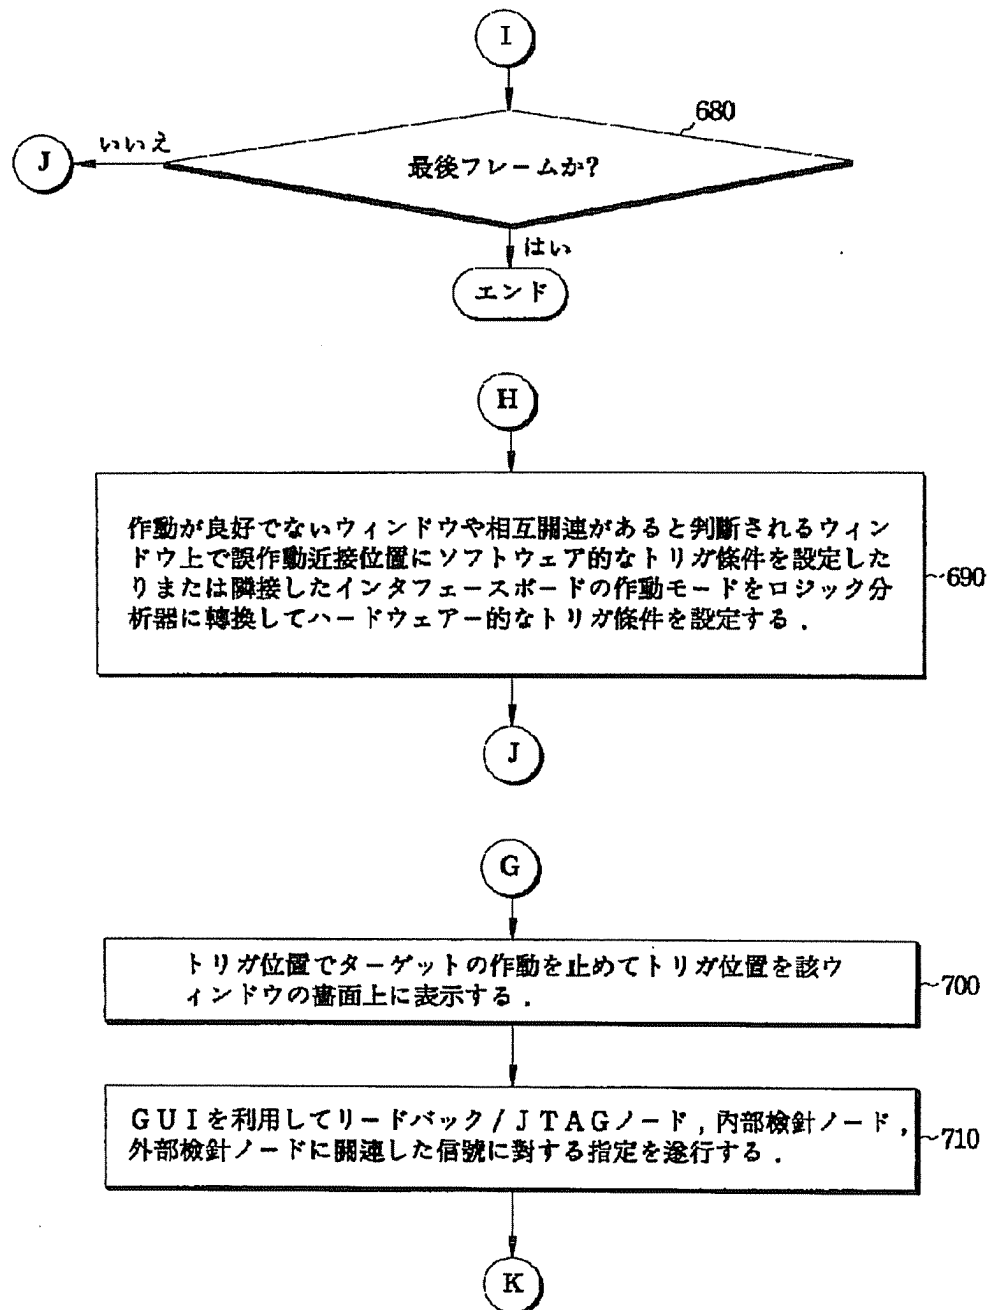 I
680
最後フレームか?
いいえ
J
はい
エンド
H
作動が良好でないウィンドウや相互関連があると判斷されるウィン
ドウ上で誤作動近接位置にソフトウェア的なトリガ條件を設定した
りまたは隣接したインタフェースボードの作動モードをロジック分
析器に轉換してハードウェアー的なトリガ條件を設定する.
690
J
G
トリガ位置でターゲットの作動を止めてトリガ位置を該ウ
ィンドウの畵面上に表示する.
700
GUIを利用してリードバック/JTAGノード,内部檢針ノード,
外部檢針ノードに関連した信號に對する指定を遂行する.
710
K